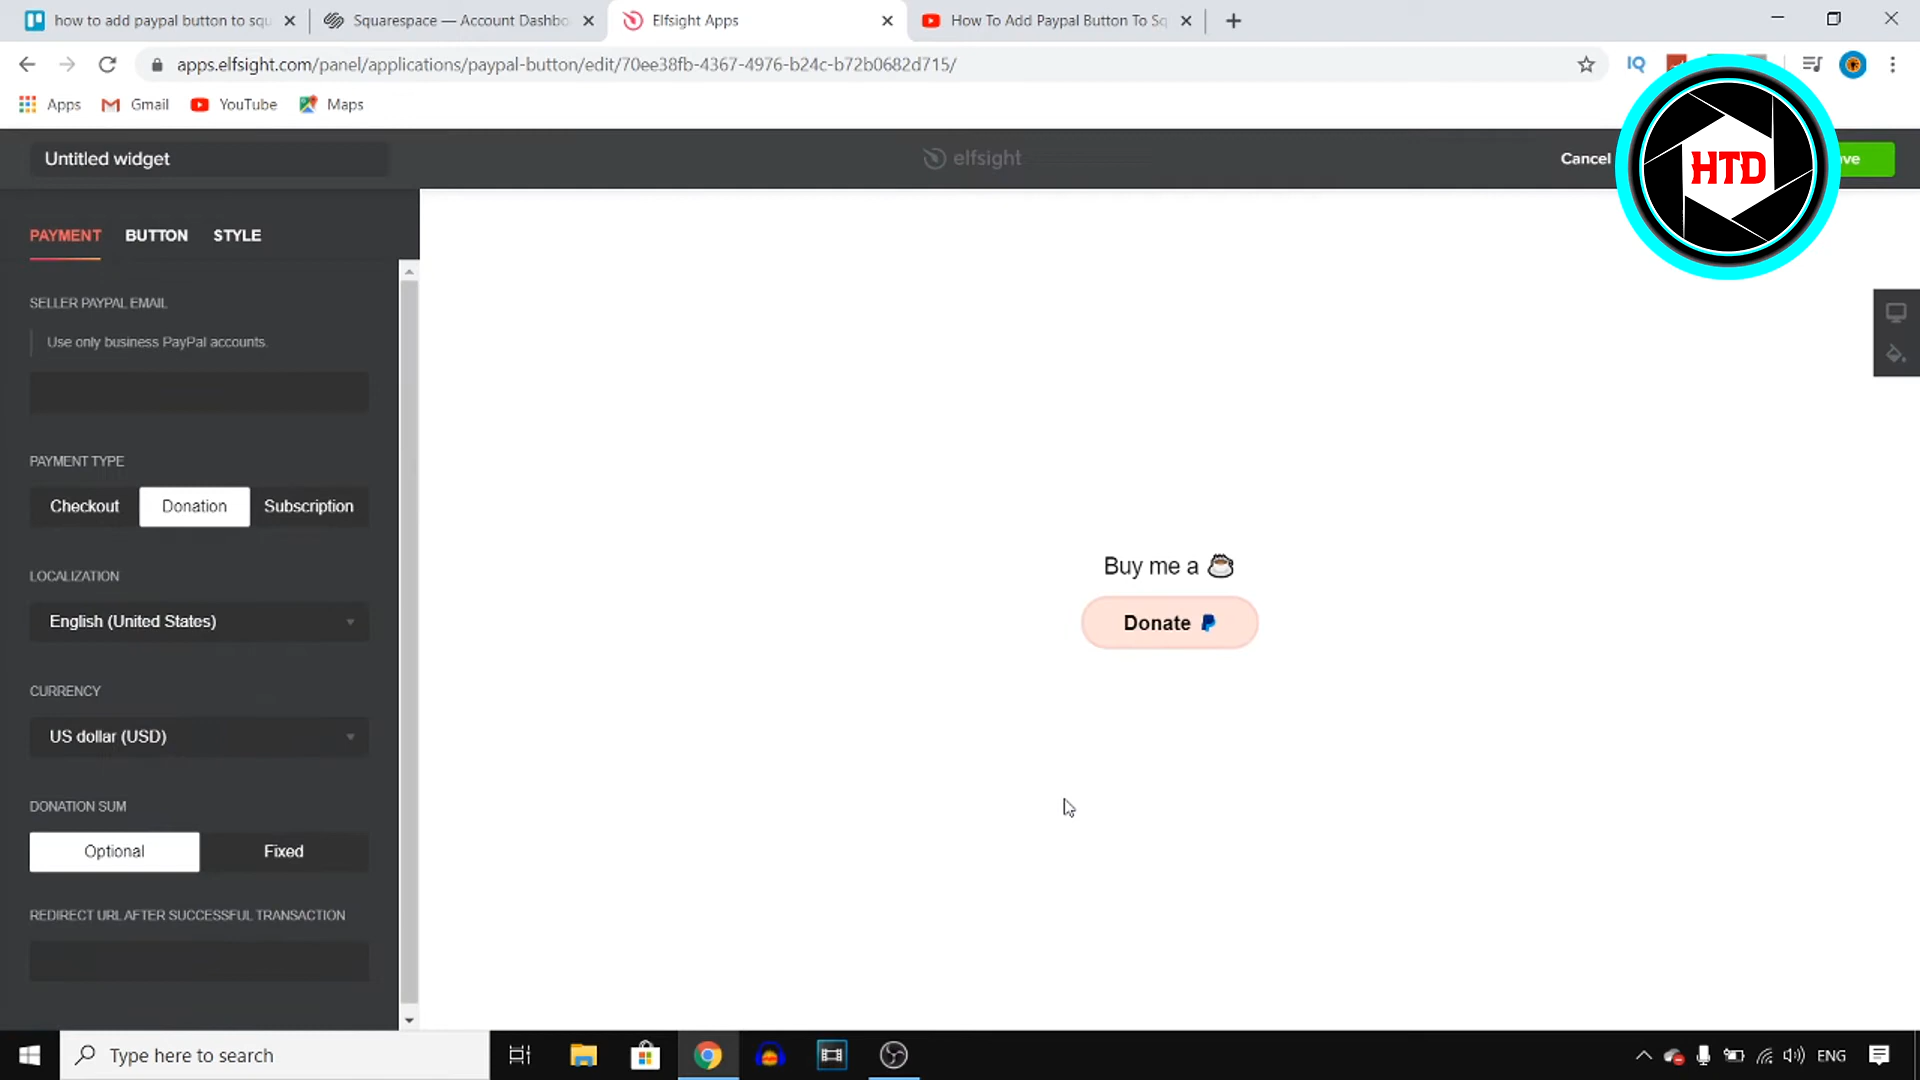 how to add paypal button to squ
Squarespace — Account Dashbo
Elfsight Apps
How To Add Paypal Button To Sq
apps.elfsight.com/panel/applications/paypal-button/edit/70ee38fb-4367-4976-b24c-b72b0682d715/
IQ
Apps
Gmail
YouTube
Maps
Untitled widget
elfsight
Cancel
ve
HTD
PAYMENT
BUTTON
STYLE
SELLER PAYPAL EMAIL
Use only business PayPal accounts.
PAYMENT TYPE
Checkout
Donation
Subscription
LOCALIZATION
English (United States)
CURRENCY
US dollar (USD)
DONATION SUM
Optional
Fixed
REDIRECT URL AFTER SUCCESSFUL TRANSACTION
Buy me a
Donate
Type here to search
ENG